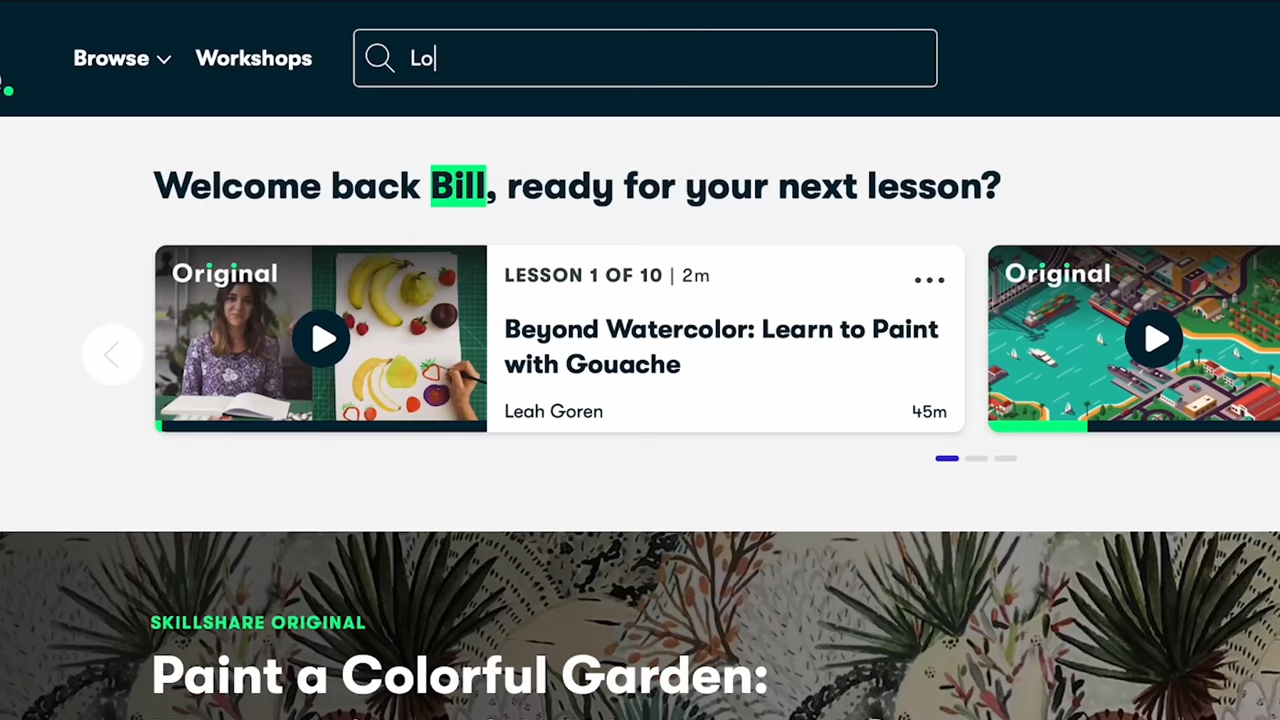 Browse
Workshops
Lo
Welcome back Bill, ready for your next lesson?
Original
LESSON 1 OF 10 | 2m
Beyond Watercolor: Learn to Paint
with Gouache
Leah Goren
45m
Original
SKILLSHARE ORIGINAL
Paint a Colorful Garden: